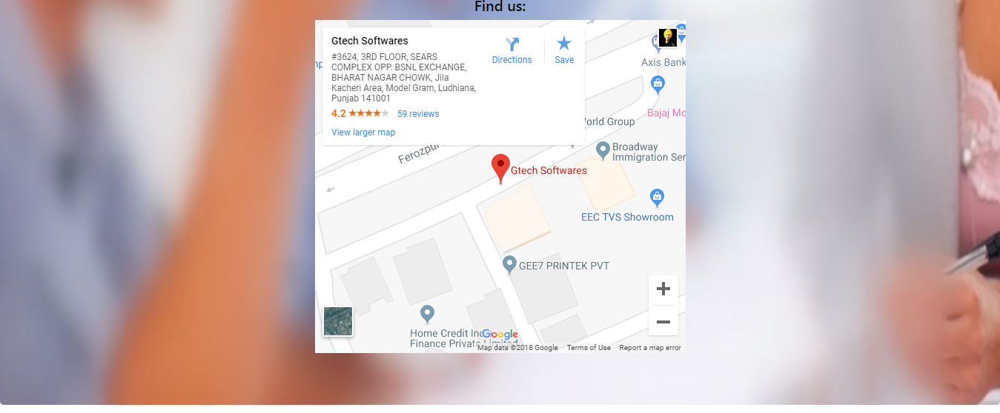 Find us:
Gtech Softwares
#3624, 3RD FLOOR, SEARS
COMPLEX OPP. BSNL EXCHANGE,
BHARAT NAGAR CHOWK, Jila
Kacheri Area, Model Gram, Ludhiana,
Punjab 141001
4.2
59 reviews
View larger map
Directions
Save
Axis Bank
Bajaj Mo
World Group
Broadway
Immigration Ser
Ferozpur
Gtech Softwares
EEC TVS Showroom
GEE7 PRINTEK PVT
Home Credit Ind
Finance Private Limited
Google
Map data ©2018 Google
Terms of Use
Report a map error